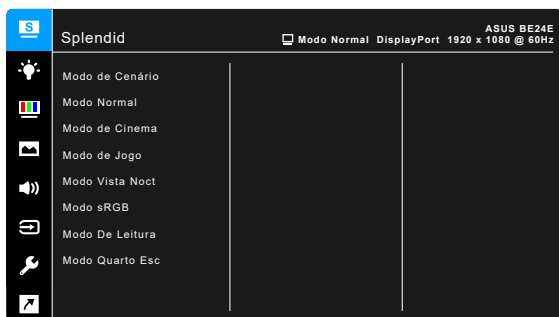 S
Splendid
ASUS BE24E
Modo Normal DisplayPort 1920 x 1080 @ 60Hz
Modo de Cenário
Modo Normal
Modo de Cinema
Modo de Jogo
Modo Vista Noct
Modo sRGB
Modo De Leitura
Modo Quarto Esc